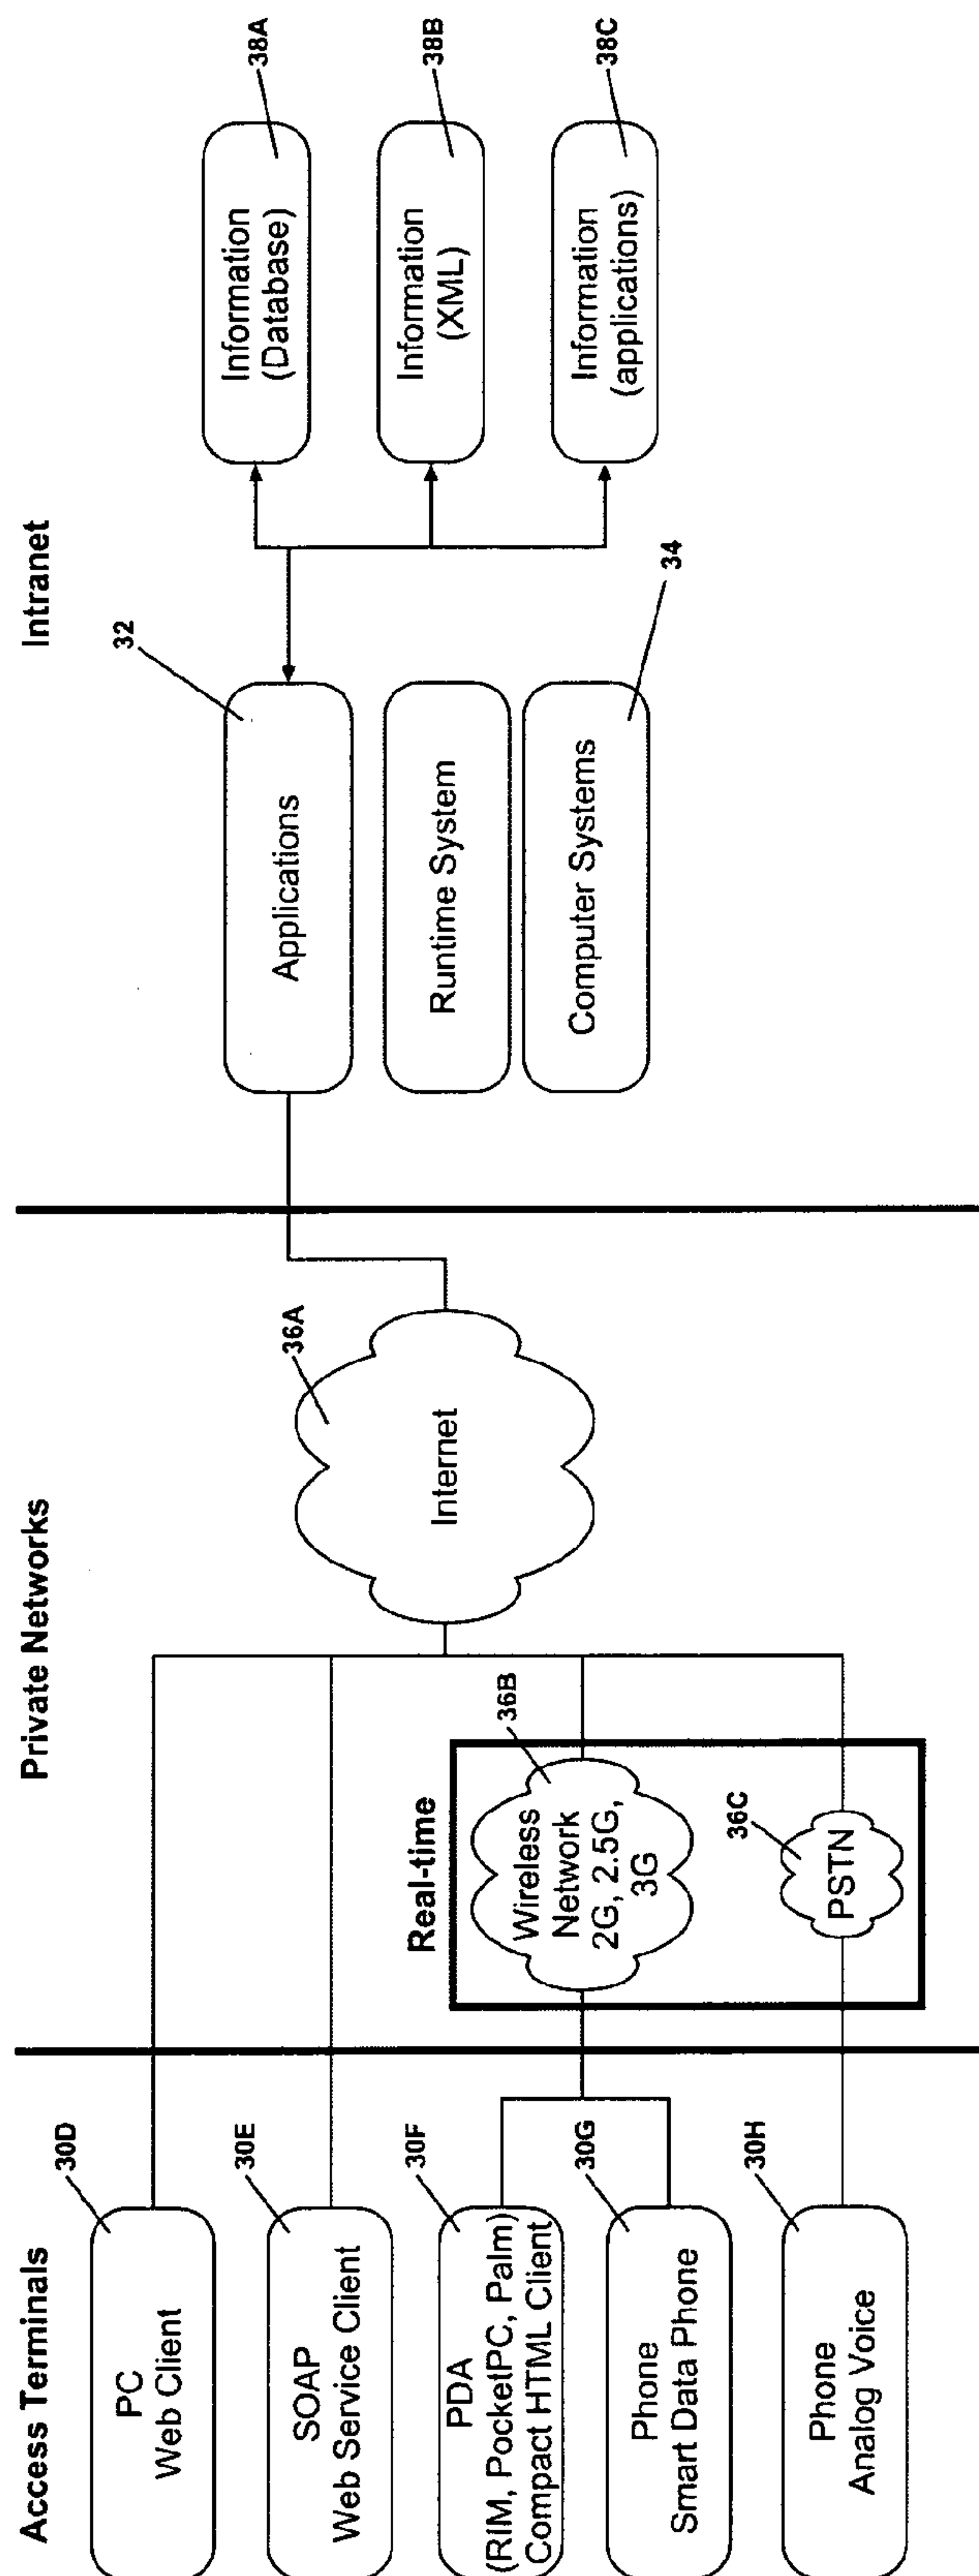 Access Terminals
Private Networks
Intranet
30D
PC
Web Client
30E
SOAP
Web Service Client
30F
PDA
(RIM, PocketPC, Palm)
Compact HTML Client
30G
Phone
Smart Data Phone
30H
Phone
Analog Voice
Real-time
36B
Wireless
Network
2G, 2.5G,
3G
36C
PSTN
36A
Internet
32
Applications
Runtime System
Computer Systems
34
38A
Information
(Database)
38B
Information
(XML)
38C
Information
(applications)